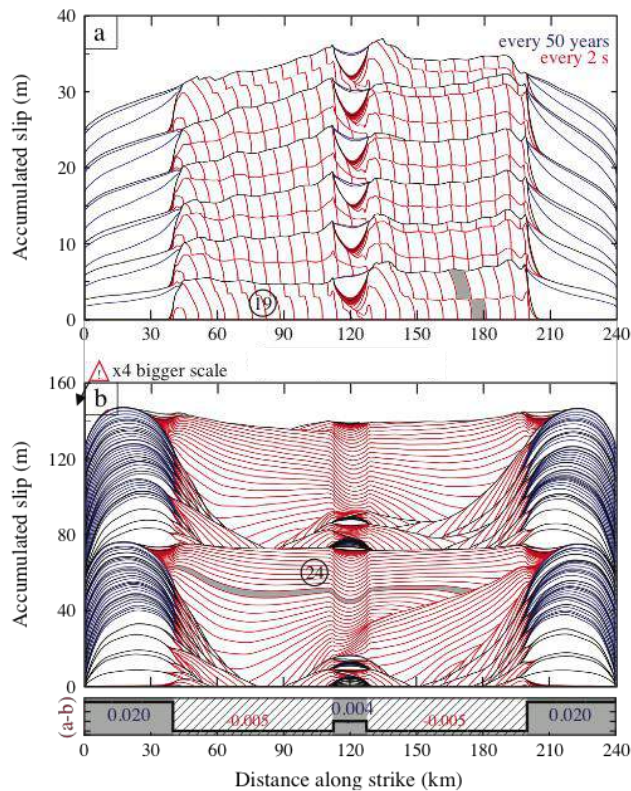 a
every 50 years
every 2 s
Accumulated slip (m)
40
30
20
10
0
19
0 30 60 90 120 150 180 210 240
! x4 bigger scale
b
Accumulated slip (m)
160
120
80
40
0
24
(a-b)
0.020 -0.005 0.004 -0.005 0.020
0 30 60 90 120 150 180 210 240
Distance along strike (km)